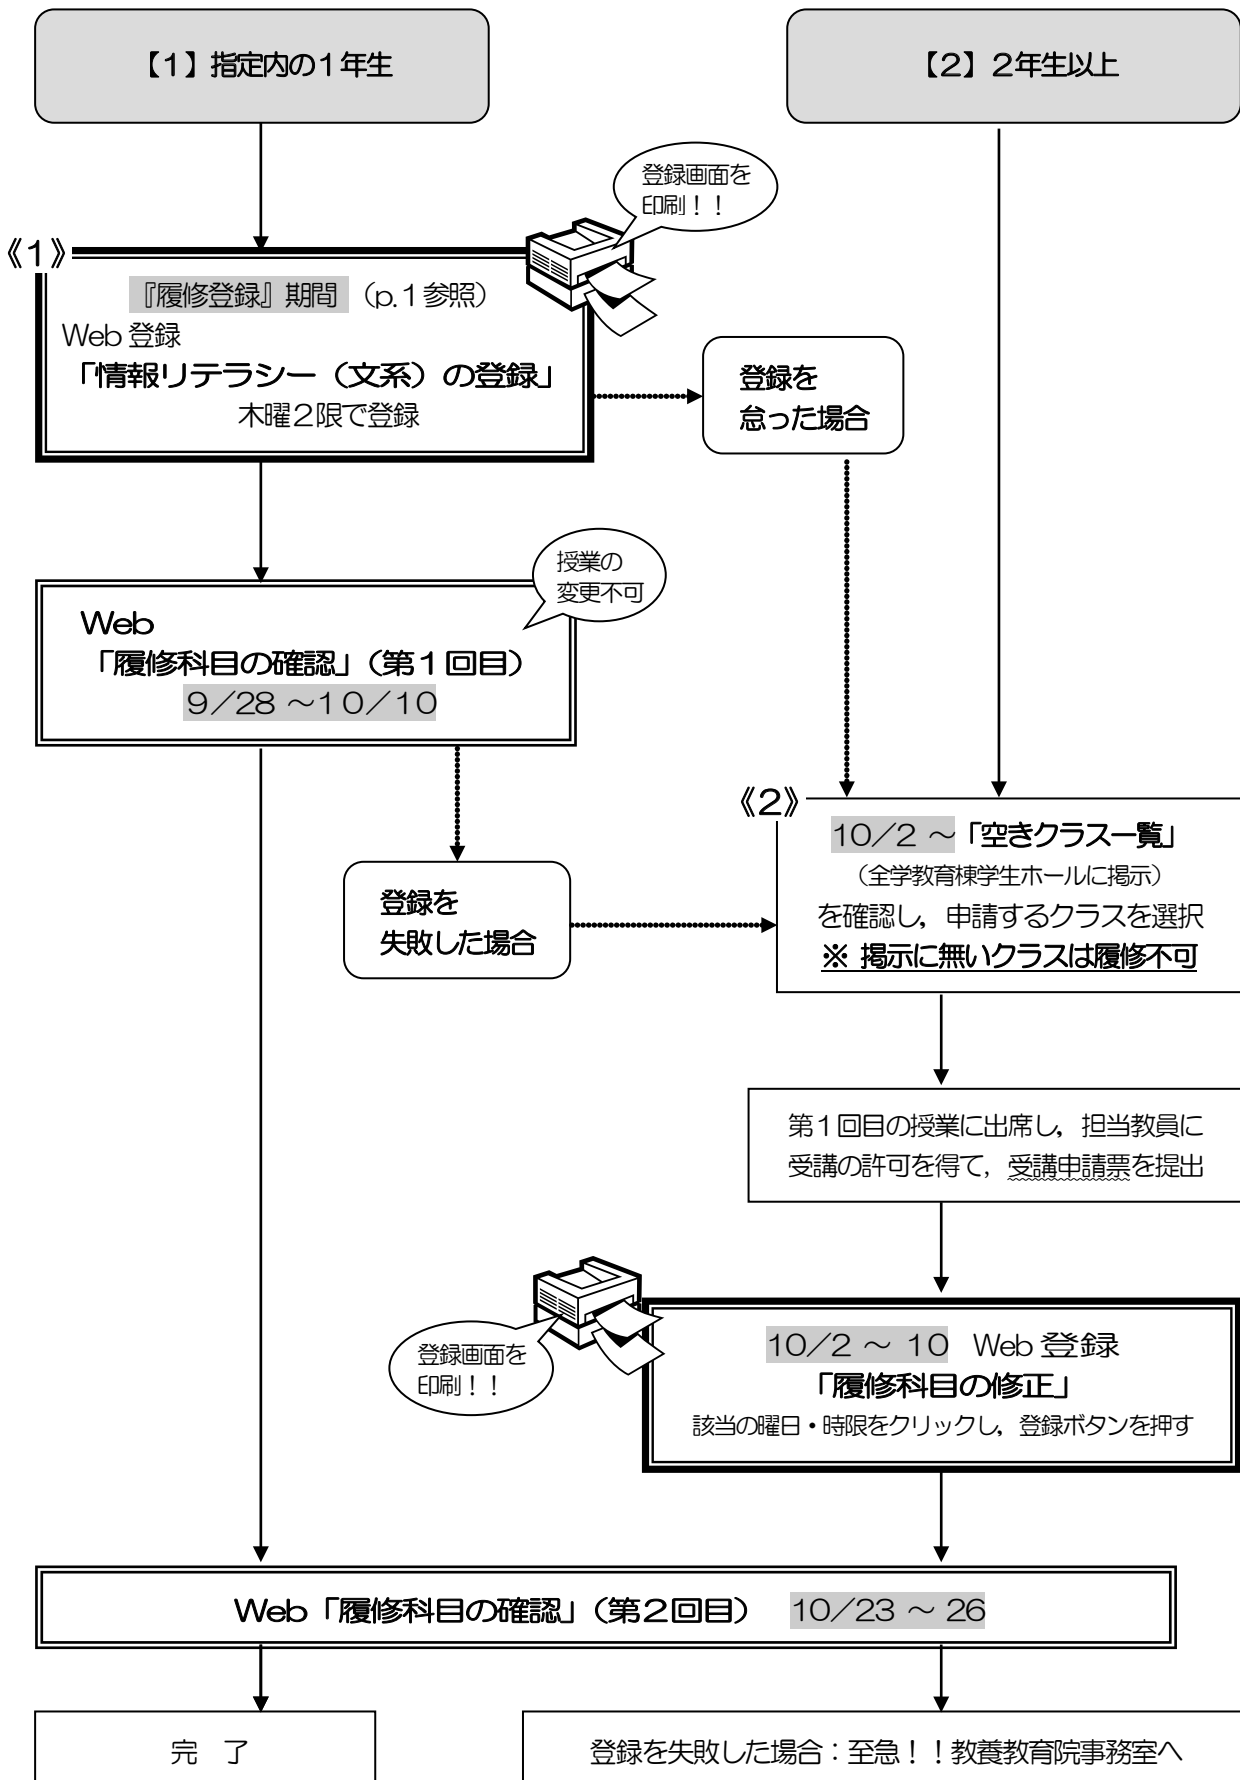 【1】指定内の1年生
【2】2年生以上
登録画面を
印刷！！
《1》
『履修登録』期間（p.1参照）
Web 登録
「情報リテラシー（文系）の登録」
木曜2限で登録
登録を
怠った場合
授業の
変更不可
Web
「履修科目の確認」（第1回目）
9／28 ～10／10
《2》
10／2 ～「空きクラス一覧」
（全学教育棟学生ホールに掲示）
を確認し，申請するクラスを選択
※ 掲示に無いクラスは履修不可
登録を
失敗した場合
第1回目の授業に出席し，担当教員に
受講の許可を得て，受講申請票を提出
登録画面を
印刷！！
10／2 ～ 10 Web 登録
「履修科目の修正」
該当の曜日・時限をクリックし，登録ボタンを押す
Web「履修科目の確認」（第2回目） 10／23 ～ 26
完 了
登録を失敗した場合：至急！！教養教育院事務室へ